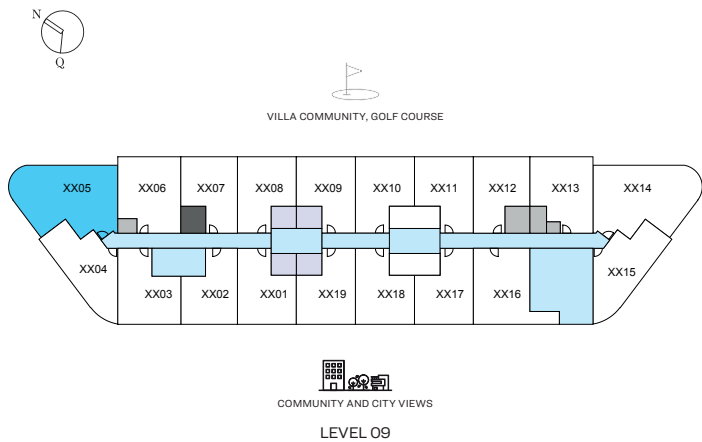 N
Q
VILLA COMMUNITY, GOLF COURSE
XX05 XX06 XX07 XX08 XX09 XX10 XX11 XX12 XX13 XX14
XX04 XX03 XX02 XX01 XX19 XX18 XX17 XX16 XX15
COMMUNITY AND CITY VIEWS
LEVEL 09